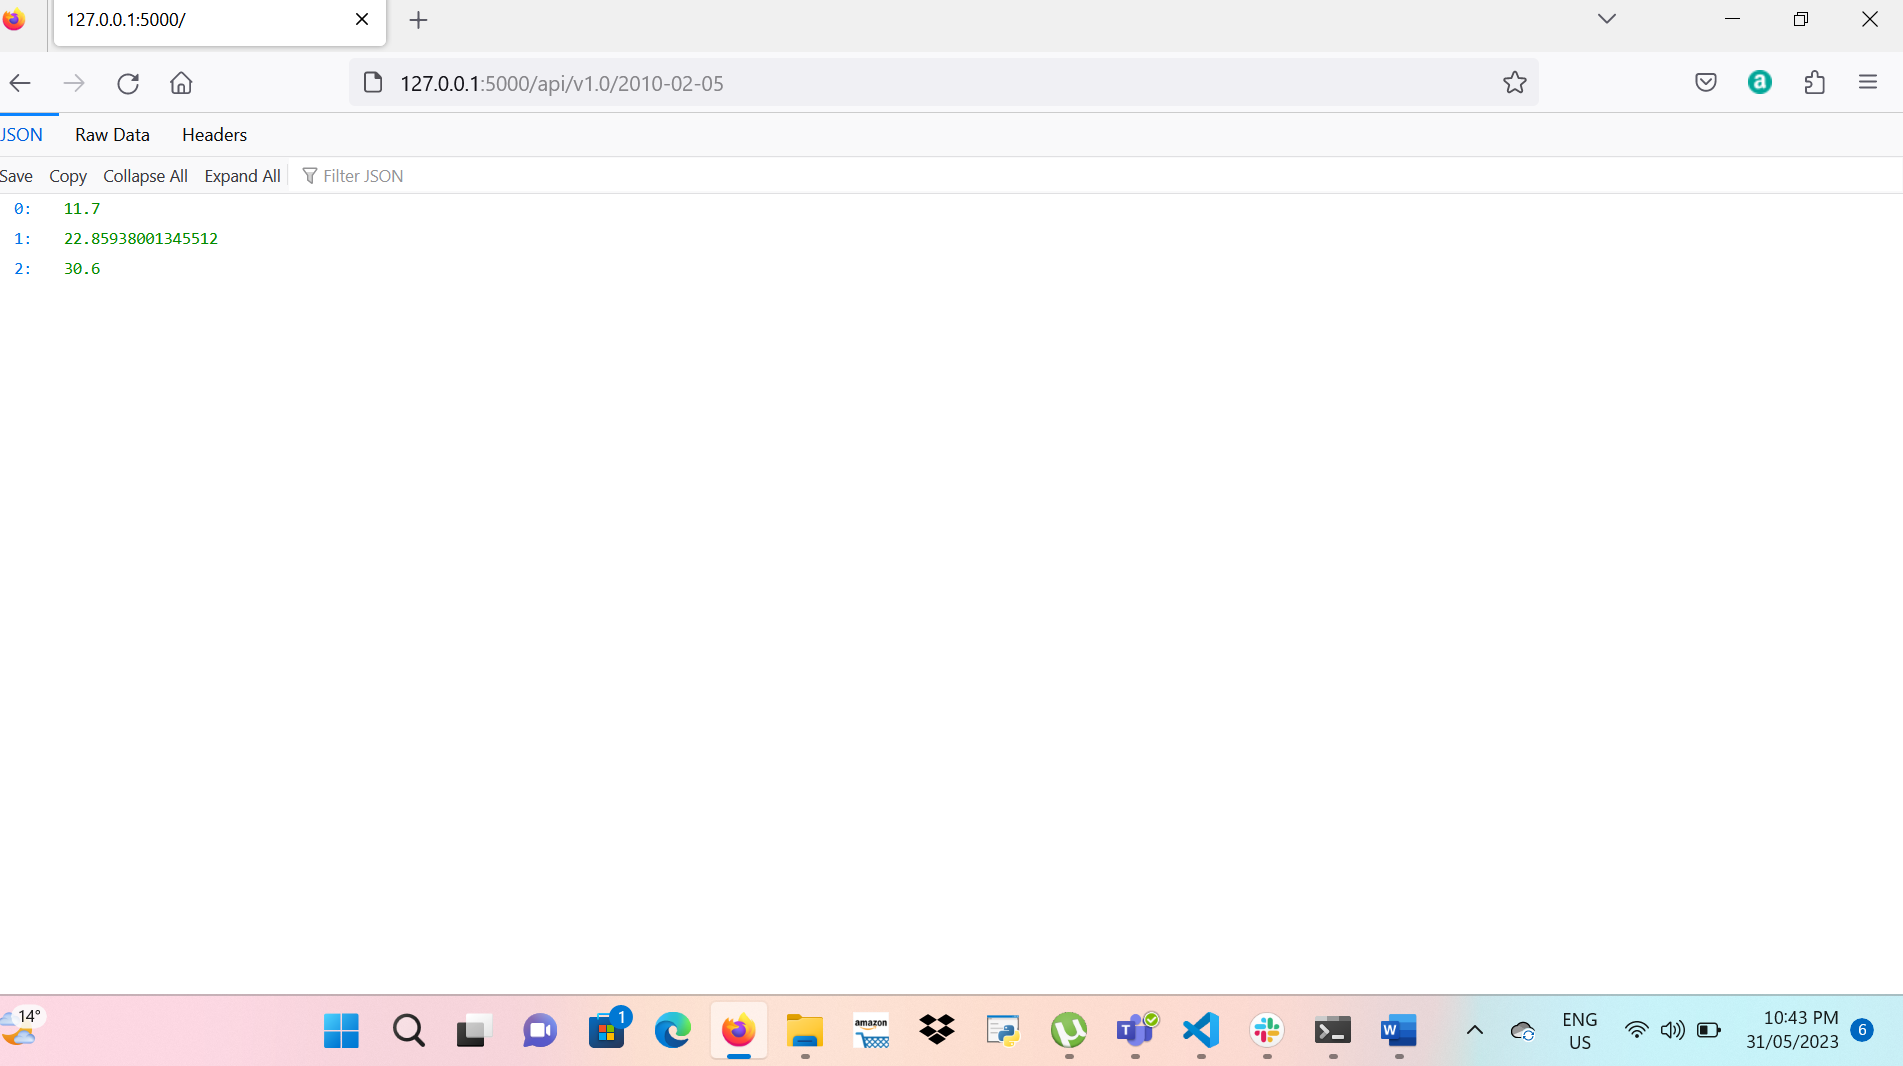 127.0.0.1:5000/
127.0.0.1:5000/api/v1.0/2010-02-05
JSON Raw Data Headers
Save Copy Collapse All Expand All Filter JSON
0: 11.7
1: 22.85938001345512
2: 30.6
14°
1
amazon
T
W
ENG
US
10:43 PM
31/05/2023
6
a